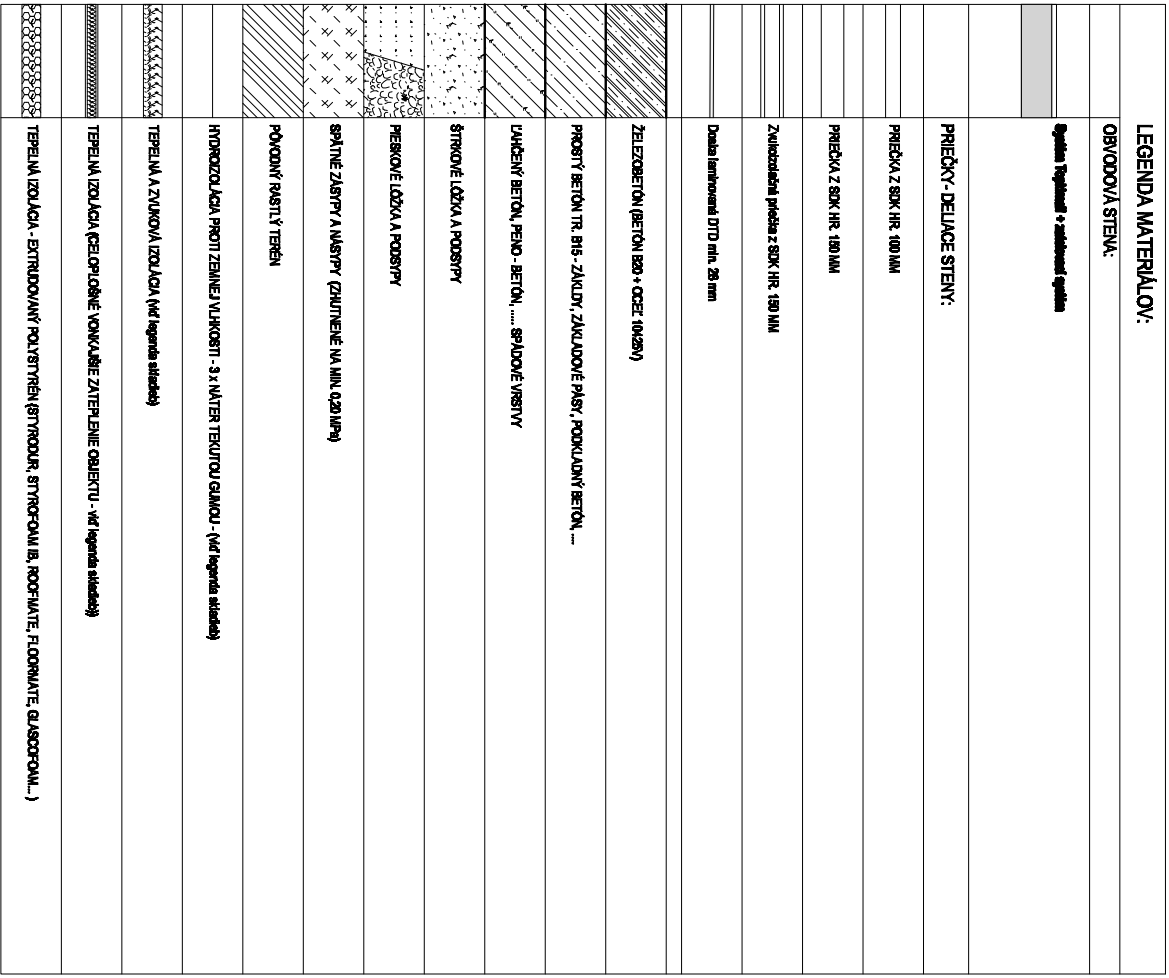 LEGENDA MATERIÁLOV:
OBVODOVÁ STENA:
PRIEČKY- DELIACE STENY:
PRIEČKA Z SDK HR. 100 MM
PRIEČKA Z SDK HR. 150 MM
Zvukoizolačná priečka z SDK HR. 150 MM
Doska laminovaná DTD min. 28 mm
ŽELEZOBETÓN (BETÓN B20 + OCEĽ 10425V)
PROSTÝ BETÓN TR. B15 - ZÁKLDY, ZÁKLADOVÉ PÁSY, PODKLADNÝ BETÓN, ....
ĽAHČENÝ BETÓN, PENO - BETÓN, ..... SPÁDOVÉ VRSTVY
ŠTRKOVÉ LÔŽKA A PODSYPY
PIESKOVÉ LÔŽKA A PODSYPY
SPÄTNÉ ZÁSYPY A NÁSYPY (ZHUTNENÉ NA MIN. 0,20 MPa)
PÔVODNÝ RASTLÝ TERÉN
HYDROIZOLÁCIA PROTI ZEMNEJ VLHKOSTI - 3 x NÁTER TEKUTOU GUMOU - (viď legenda skladieb)
TEPELNÁ A ZVUKOVÁ IZOLÁCIA (viď legenda skladieb)
TEPELNÁ IZOLÁCIA (CELOPLOŠNÉ VONKAJŠIE ZATEPLENIE OBJEKTU - viď legenda skladieb))
TEPELNÁ IZOLÁCIA - EXTRUDOVANÝ POLYSTYRÉN (STYRODUR, STYROFOAM IB, ROOFMATE, FLOORMATE, GLASCOFOAM... )